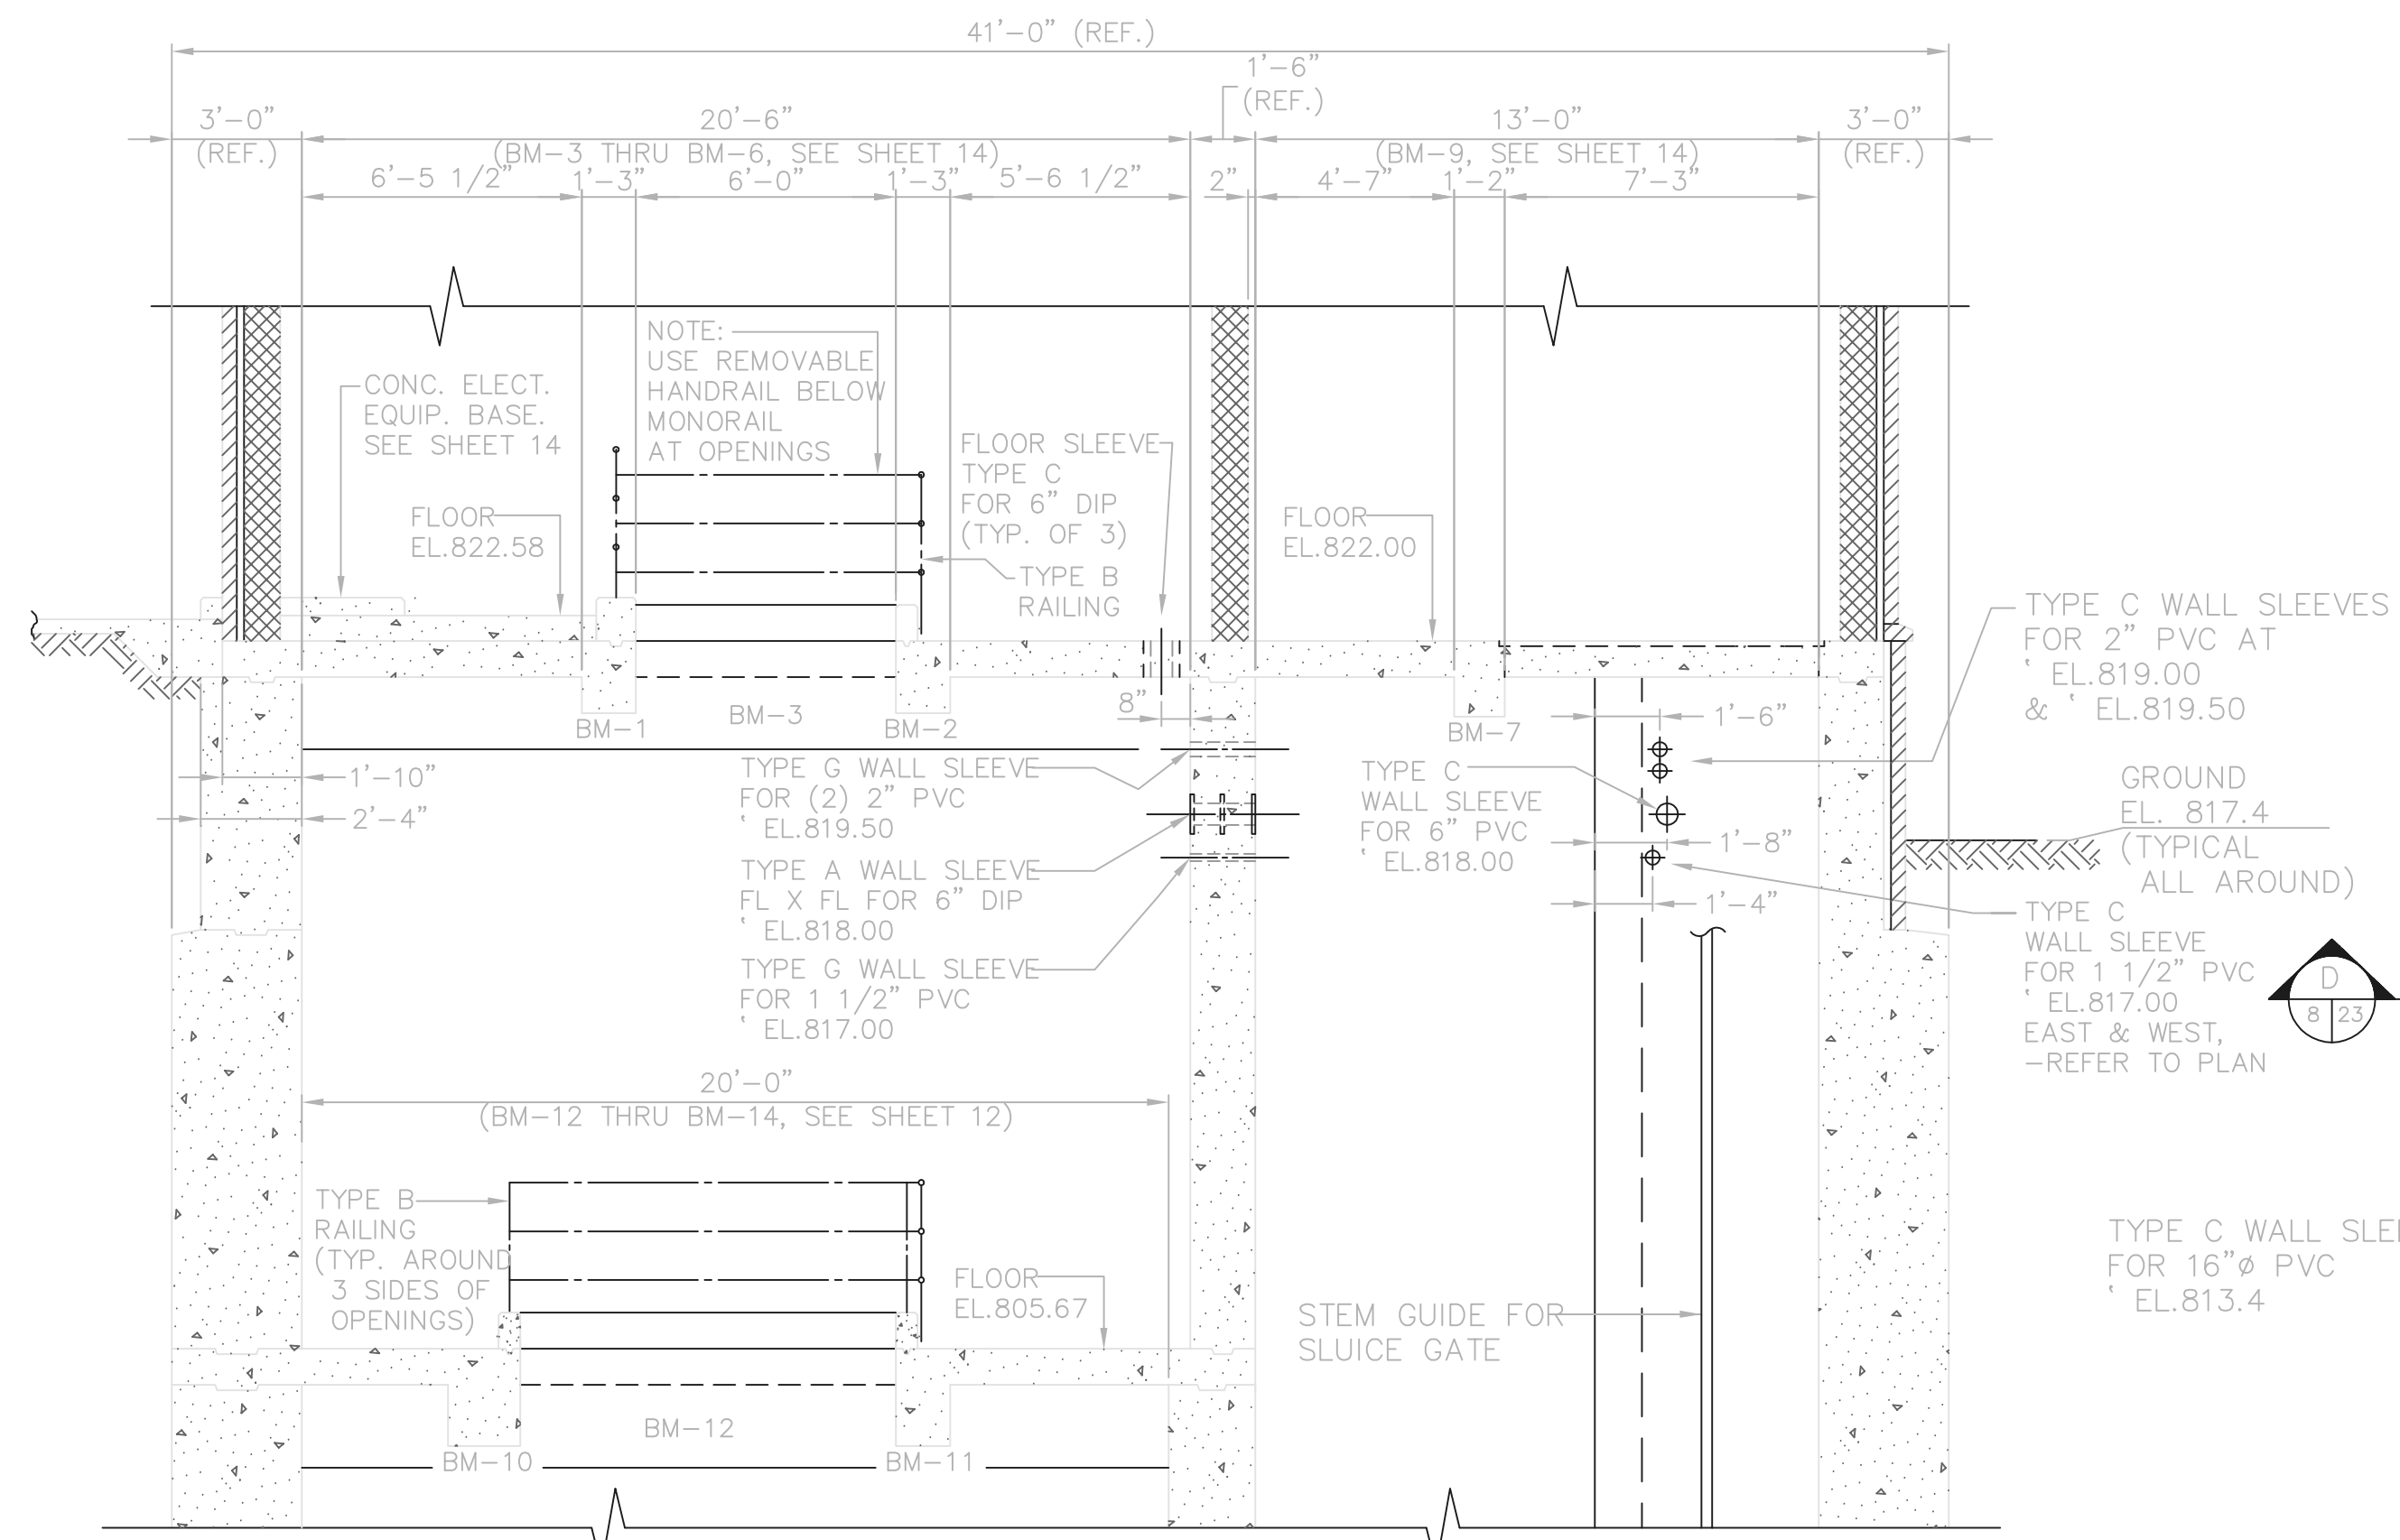 41'-0" (REF.)
1'-6"
(REF.)
3'-0"
(REF.)
20'-6"
(BM-3 THRU BM-6, SEE SHEET 14)
13'-0"
(BM-9, SEE SHEET 14)
3'-0"
(REF.)
6'-5 1/2"
1'-3"
6'-0"
1'-3"
5'-6 1/2"
2"
4'-7"
1'-2"
7'-3"
NOTE:
USE REMOVABLE
HANDRAIL BELOW
MONORAIL
AT OPENINGS
CONC. ELECT.
EQUIP. BASE.
SEE SHEET 14
FLOOR
EL.822.58
FLOOR SLEEVE
TYPE C
FOR 6" DIP
(TYP. OF 3)
TYPE B
RAILING
FLOOR
EL.822.00
TYPE C WALL SLEEVES
FOR 2" PVC AT
‛ EL.819.00
& ‛ EL.819.50
BM-1
BM-3
BM-2
8"
BM-7
1'-6"
1'-10"
2'-4"
TYPE G WALL SLEEVE
FOR (2) 2" PVC
‛ EL.819.50
TYPE A WALL SLEEVE
FL X FL FOR 6" DIP
‛ EL.818.00
TYPE G WALL SLEEVE
FOR 1 1/2" PVC
‛ EL.817.00
TYPE C
WALL SLEEVE
FOR 6" PVC
‛ EL.818.00
1'-8"
1'-4"
GROUND
EL. 817.4
(TYPICAL
ALL AROUND)
TYPE C
WALL SLEEVE
FOR 1 1/2" PVC
‛ EL.817.00
EAST & WEST,
-REFER TO PLAN
D
8 23
20'-0"
(BM-12 THRU BM-14, SEE SHEET 12)
TYPE B
RAILING
(TYP. AROUND
3 SIDES OF
OPENINGS)
FLOOR
EL.805.67
STEM GUIDE FOR
SLUICE GATE
TYPE C WALL
FOR 16"ø PVC
‛ EL.813.4
BM-12
BM-10
BM-11